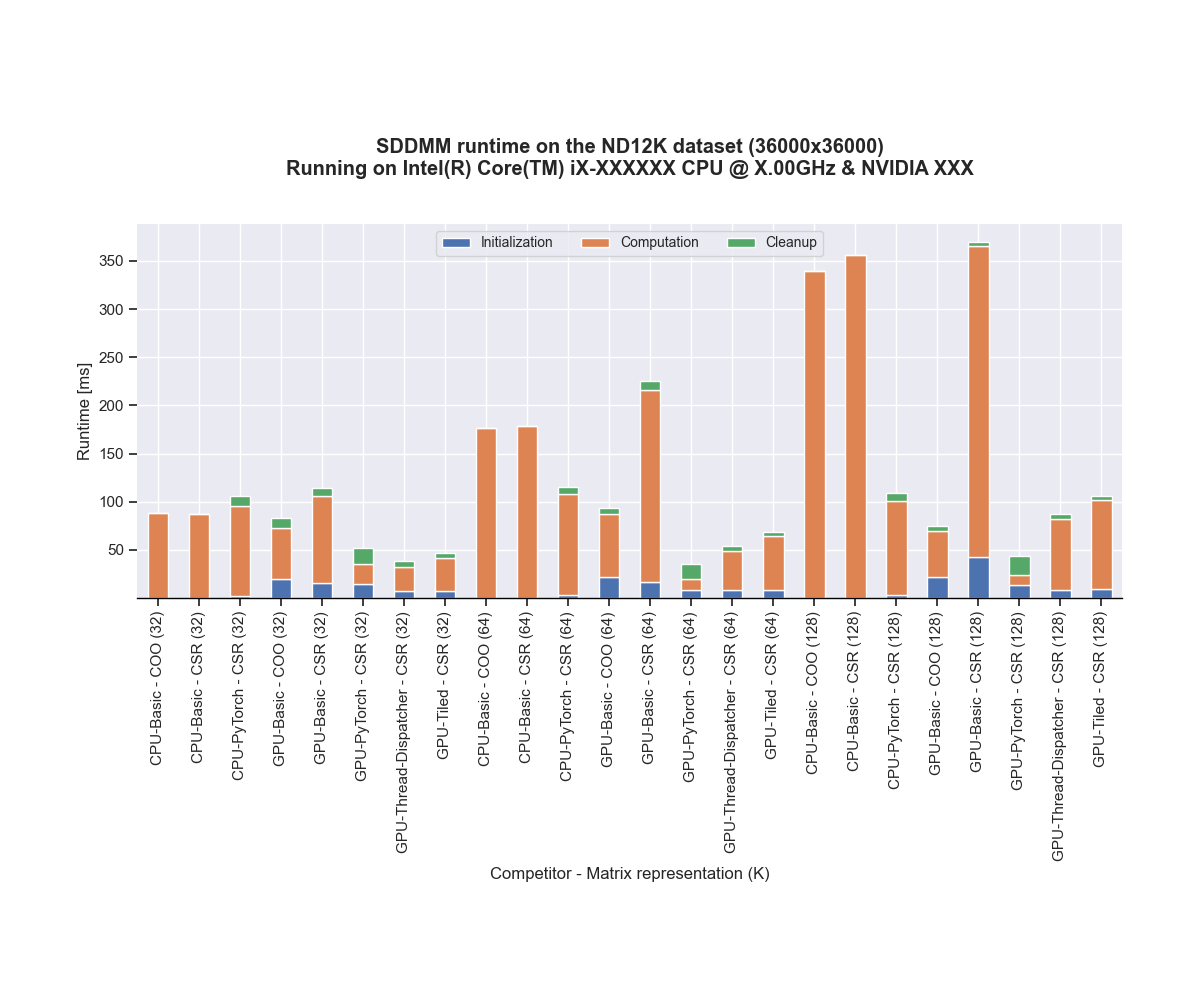 SDDMM runtime on the ND12K dataset (36000x36000)
Running on Intel(R) Core(TM) iX-XXXXXX CPU @ X.00GHz & NVIDIA XXX
Initialization
Computation
Cleanup
Runtime [ms]
350
300
250
200
150
100
50
CPU-Basic - COO (32)
CPU-Basic - CSR (32)
CPU-PyTorch - CSR (32)
GPU-Basic - COO (32)
GPU-Basic - CSR (32)
GPU-PyTorch - CSR (32)
GPU-Thread-Dispatcher - CSR (32)
GPU-Tiled - CSR (32)
CPU-Basic - COO (64)
CPU-Basic - CSR (64)
CPU-PyTorch - CSR (64)
GPU-Basic - COO (64)
GPU-Basic - CSR (64)
GPU-PyTorch - CSR (64)
GPU-Thread-Dispatcher - CSR (64)
GPU-Tiled - CSR (64)
CPU-Basic - COO (128)
CPU-Basic - CSR (128)
CPU-PyTorch - CSR (128)
GPU-Basic - COO (128)
GPU-Basic - CSR (128)
GPU-PyTorch - CSR (128)
GPU-Thread-Dispatcher - CSR (128)
GPU-Tiled - CSR (128)
Competitor - Matrix representation (K)